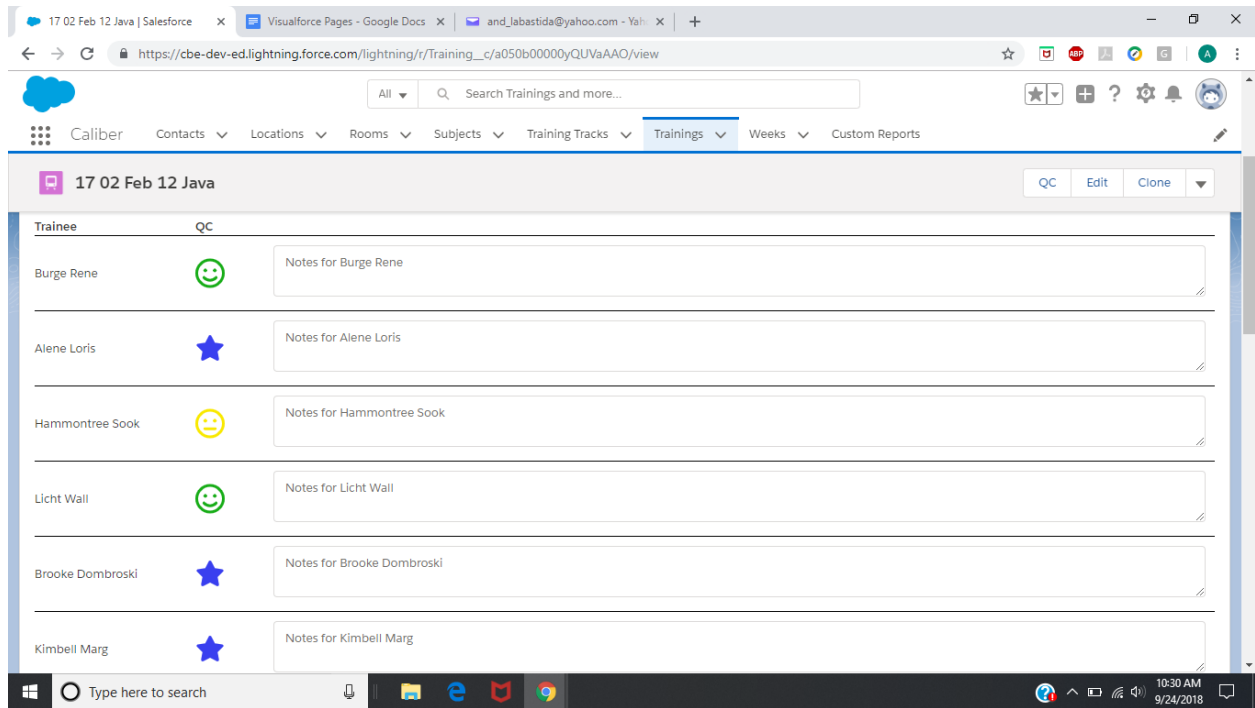 17 02 Feb 12 Java | Salesforce
Visualforce Pages - Google Docs
and_labastida@yahoo.com - Yah
https://cbe-dev-ed.lightning.force.com/lightning/r/Training__c/a050b00000yQUVaAAO/view
ABP
G
A
All
Search Trainings and more...
Caliber Contacts Locations Rooms Subjects Training Tracks Trainings Weeks Custom Reports
17 02 Feb 12 Java
QC Edit Clone
Trainee QC
Burge Rene Notes for Burge Rene
Alene Loris Notes for Alene Loris
Hammontree Sook Notes for Hammontree Sook
Licht Wall Notes for Licht Wall
Brooke Dombroski Notes for Brooke Dombroski
Kimbell Marg Notes for Kimbell Marg
Type here to search
10:30 AM
9/24/2018